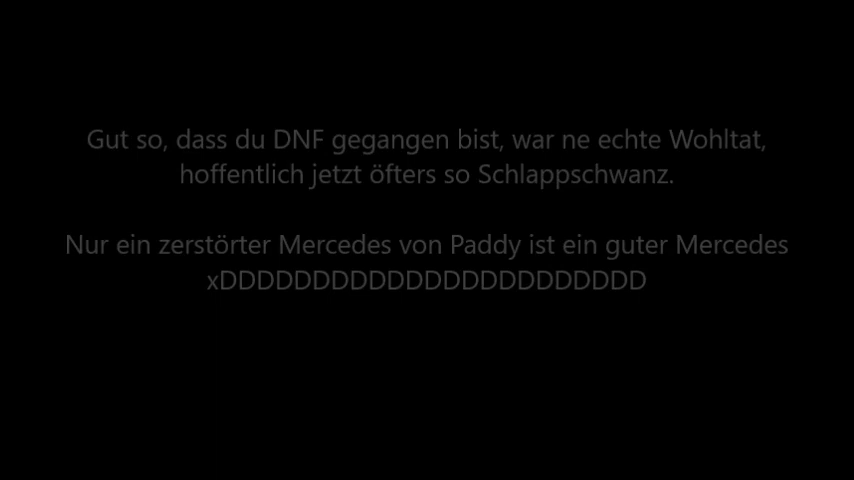 Gut so, dass du DNF gegangen bist, war ne echte Wohltat,
hoffentlich jetzt öfters so Schlappschwanz.
Nur ein zerstörter Mercedes von Paddy ist ein guter Mercedes
xDDDDDDDDDDDDDDDDDDDDDDD